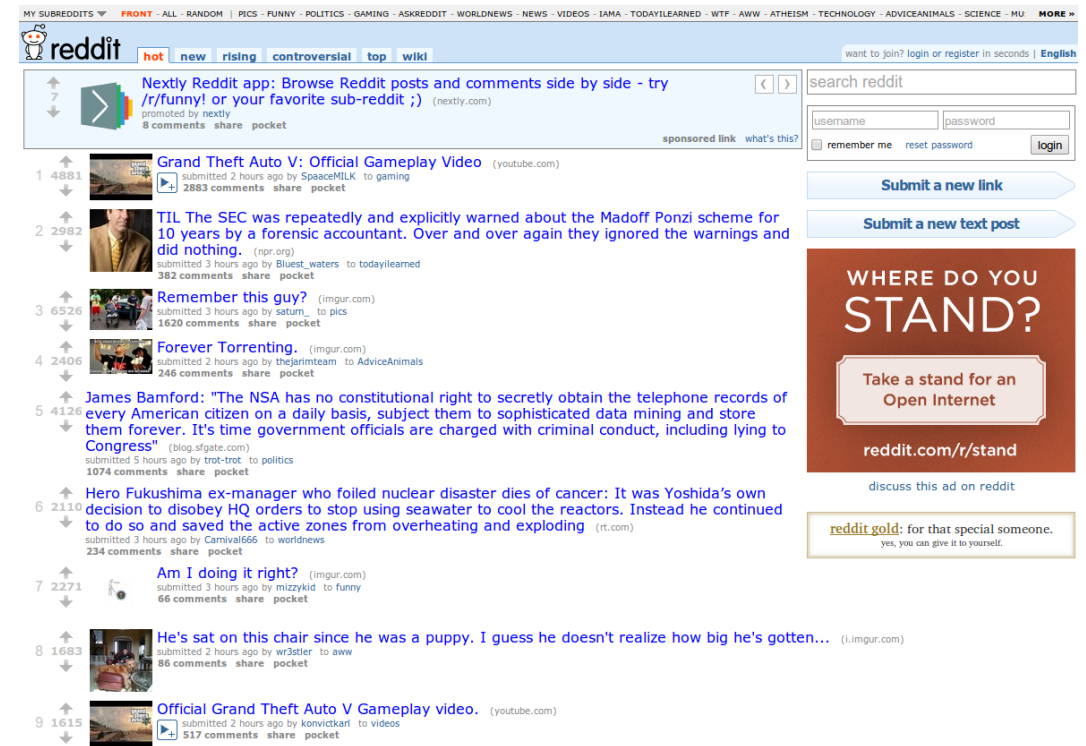 MY SUBREDDITS FRONT - ALL - RANDOM | PICS - FUNNY - POLITICS - GAMING - ASKREDDIT - WORLDNEWS - NEWS - VIDEOS - IAMA - TODAYILEARNED - WTF - AWW - ATHEISM - TECHNOLOGY - ADVICEANIMALS - SCIENCE - MU MORE »
reddit hot new rising controversial top wiki
want to join? login or register in seconds | English
Nextly Reddit app: Browse Reddit posts and comments side by side - try
7 /r/funny! or your favorite sub-reddit ;) (nextly.com)
promoted by nextly
8 comments share pocket
sponsored link what's this?
Grand Theft Auto V: Official Gameplay Video (youtube.com)
1 4881 submitted 2 hours ago by SpaaceMILK to gaming
2883 comments share pocket
TIL The SEC was repeatedly and explicitly warned about the Madoff Ponzi scheme for
2 2982 10 years by a forensic accountant. Over and over again they ignored the warnings and
did nothing. (npr.org)
submitted 3 hours ago by Bluest_waters to todayilearned
382 comments share pocket
Remember this guy? (imgur.com)
3 6526 submitted 3 hours ago by saturn_ to pics
1620 comments share pocket
Forever Torrenting. (imgur.com)
4 2406 submitted 2 hours ago by thejarimteam to AdviceAnimals
246 comments share pocket
James Bamford: "The NSA has no constitutional right to secretly obtain the telephone records of
5 4126 every American citizen on a daily basis, subject them to sophisticated data mining and store
them forever. It's time government officials are charged with criminal conduct, including lying to
Congress" (blog.sfgate.com)
submitted 5 hours ago by trot-trot to politics
1074 comments share pocket
Hero Fukushima ex-manager who foiled nuclear disaster dies of cancer: It was Yoshida’s own
6 2110 decision to disobey HQ orders to stop using seawater to cool the reactors. Instead he continued
to do so and saved the active zones from overheating and exploding (rt.com)
submitted 3 hours ago by Carnival666 to worldnews
234 comments share pocket
Am I doing it right? (imgur.com)
7 2271 submitted 3 hours ago by mizzykid to funny
66 comments share pocket
He's sat on this chair since he was a puppy. I guess he doesn't realize how big he's gotten... (i.imgur.com)
8 1683 submitted 2 hours ago by wr3stler to aww
86 comments share pocket
Official Grand Theft Auto V Gameplay video. (youtube.com)
9 1615 submitted 2 hours ago by konvictkarl to videos
517 comments share pocket
search reddit
username password
remember me reset password login
Submit a new link
Submit a new text post
WHERE DO YOU
STAND?
Take a stand for an
Open Internet
reddit.com/r/stand
discuss this ad on reddit
reddit gold: for that special someone.
yes, you can give it to yourself.